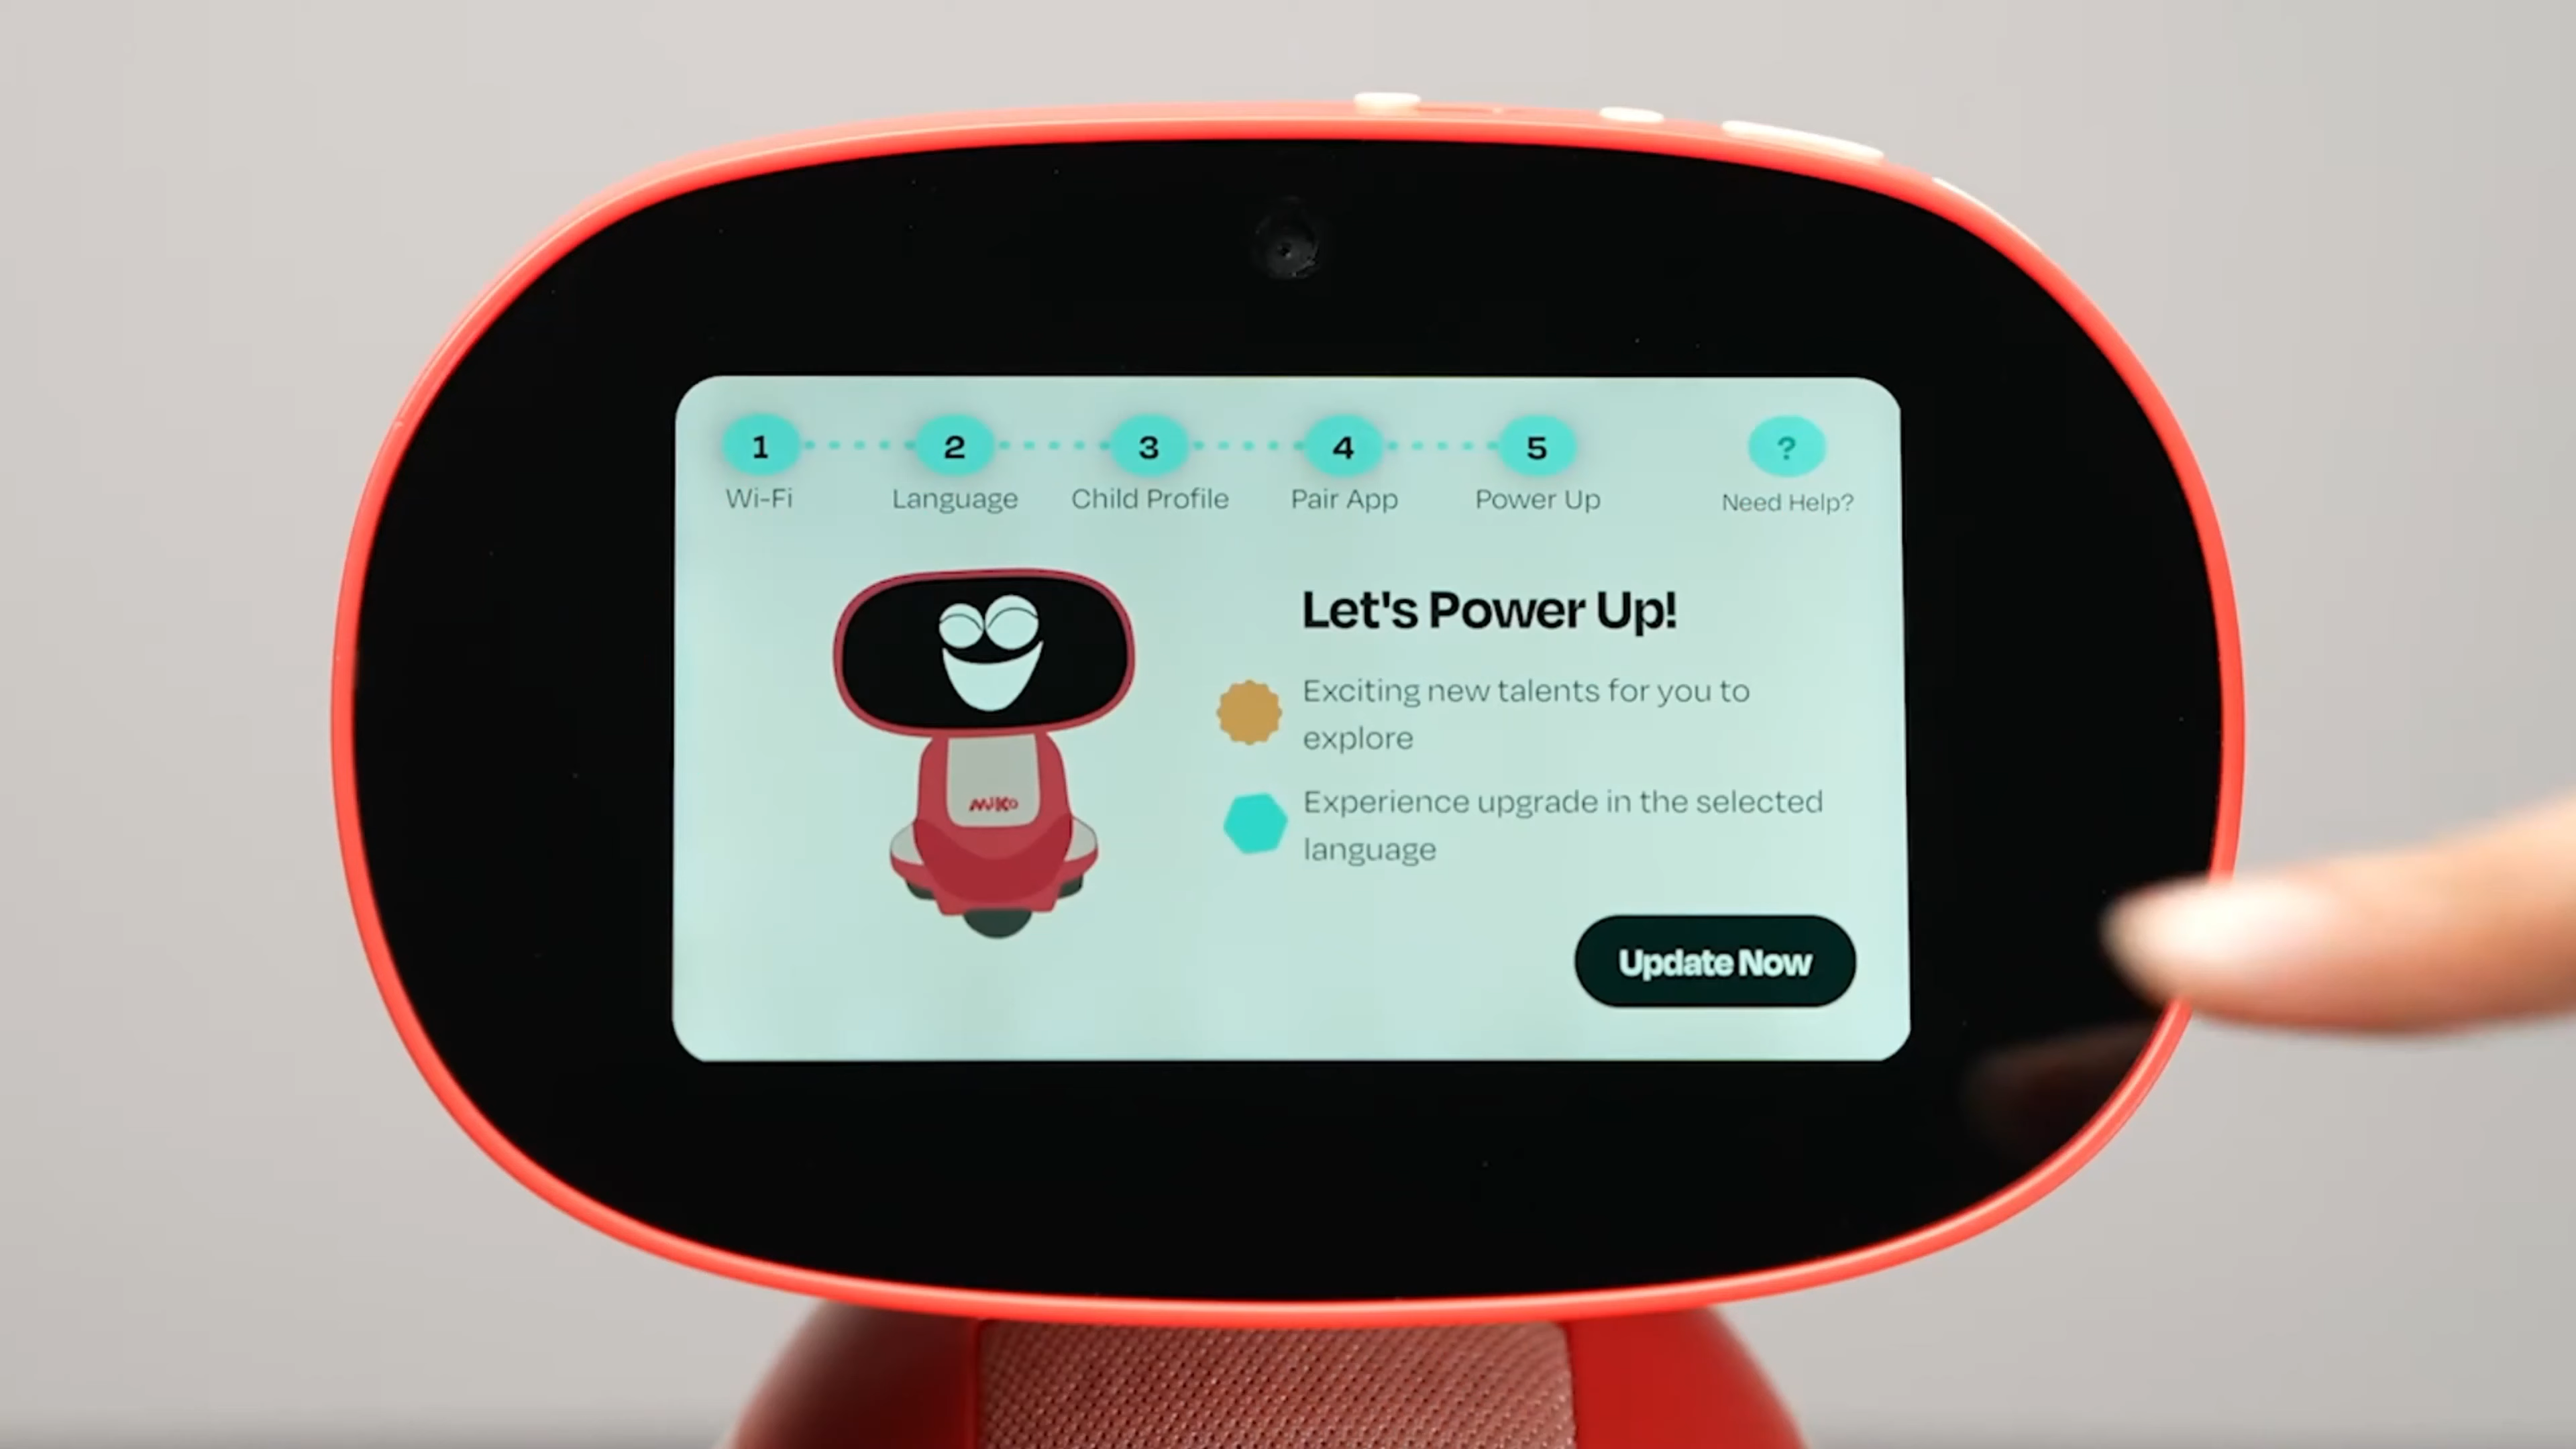 1 2 3 4 5 ?
Wi-Fi Language Child Profile Pair App Power Up Need Help?
Let's Power Up!
Exciting new talents for you to
explore
miko
Experience upgrade in the selected
language
Update Now